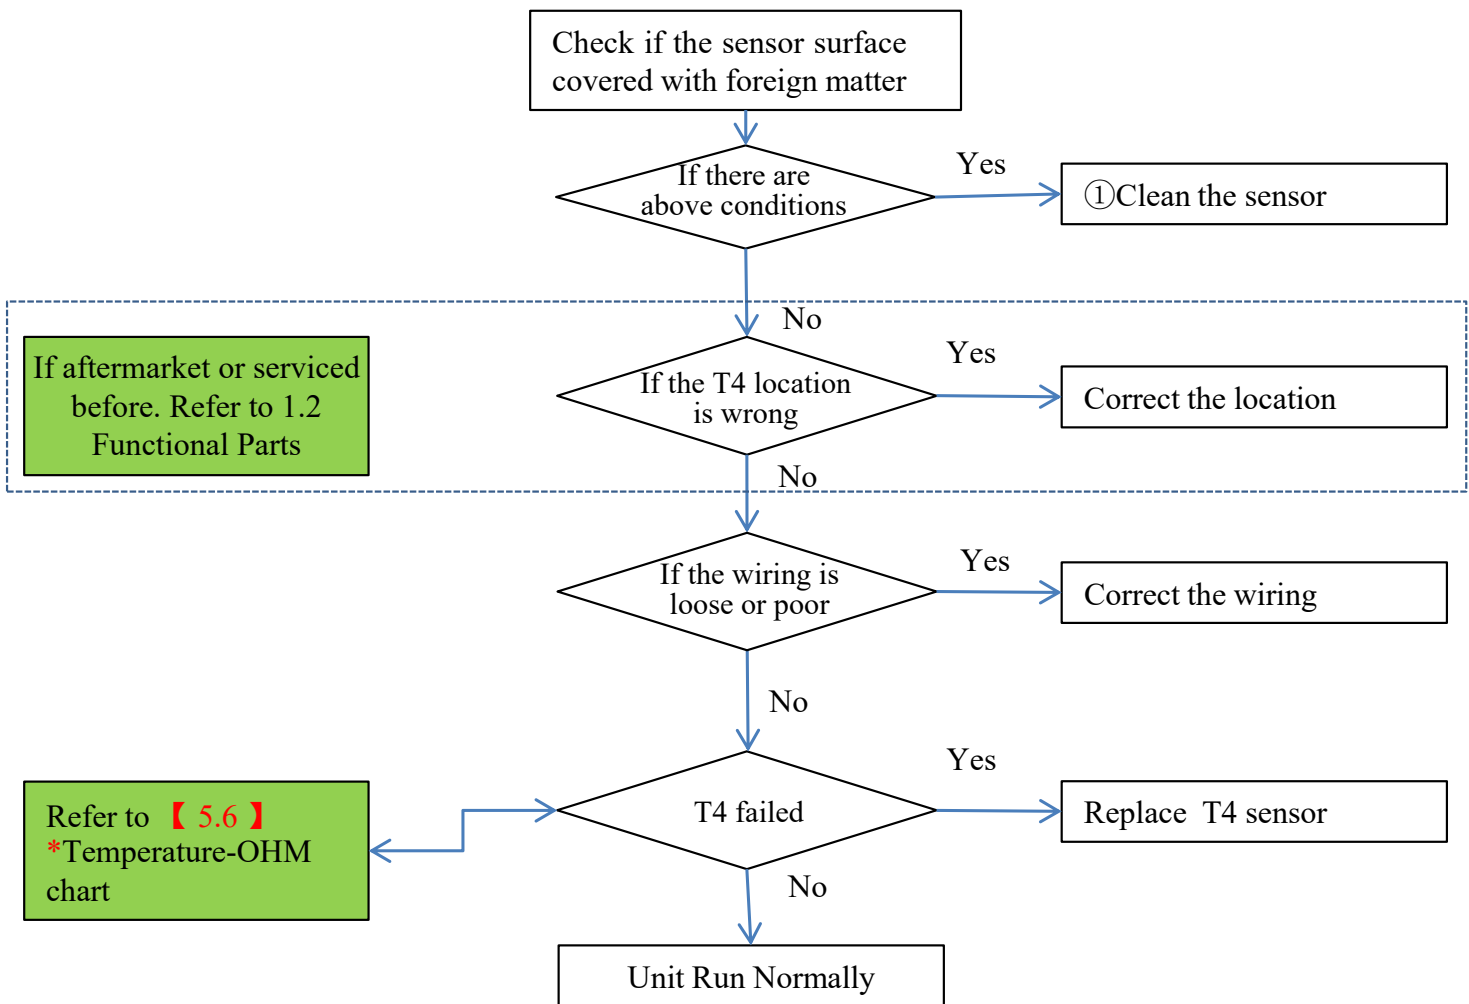 Check if the sensor surface
covered with foreign matter
If there are
above conditions
Yes
①Clean the sensor
No
If aftermarket or serviced
before. Refer to 1.2
Functional Parts
If the T4 location
is wrong
Yes
Correct the location
No
If the wiring is
loose or poor
Yes
Correct the wiring
No
Refer to 【 5.6 】
*Temperature-OHM
chart
T4 failed
Yes
Replace T4 sensor
No
Unit Run Normally